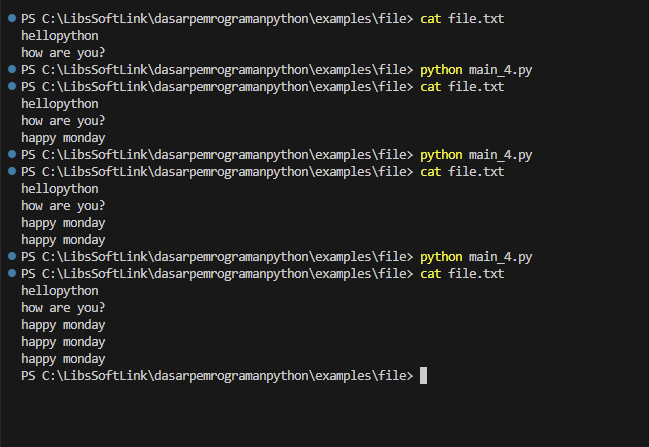 PS C:\LibsSoftLink\dasarpemrogramanpython\examples\file> cat file.txt
hellopython
how are you?
PS C:\LibsSoftLink\dasarpemrogramanpython\examples\file> python main_4.py
PS C:\LibsSoftLink\dasarpemrogramanpython\examples\file> cat file.txt
hellopython
how are you?
happy monday
PS C:\LibsSoftLink\dasarpemrogramanpython\examples\file> python main_4.py
PS C:\LibsSoftLink\dasarpemrogramanpython\examples\file> cat file.txt
hellopython
how are you?
happy monday
happy monday
PS C:\LibsSoftLink\dasarpemrogramanpython\examples\file> python main_4.py
PS C:\LibsSoftLink\dasarpemrogramanpython\examples\file> cat file.txt
hellopython
how are you?
happy monday
happy monday
happy monday
PS C:\LibsSoftLink\dasarpemrogramanpython\examples\file>